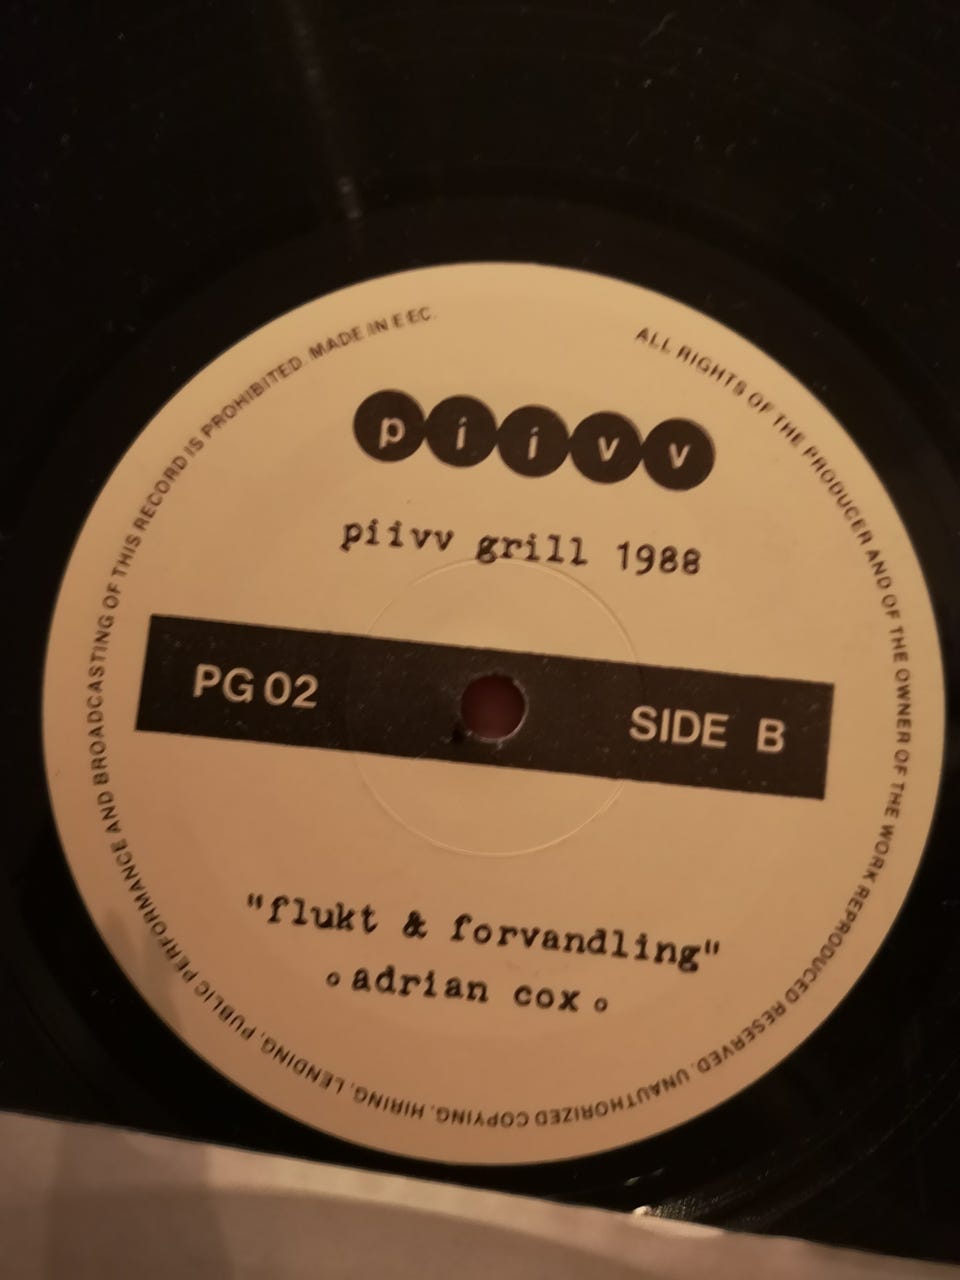 piivv
piivv grill 1988
PG 02
SIDE B
"flukt & forvandling"
adrian cox
ALL RIGHTS OF THE PRODUCER AND OF THE OWNER OF THE WORK REPRODUCED RESERVED. UNAUTHORIZED COPYING, HIRING, LENDING, PUBLIC PERFORMANCE AND BROADCASTING OF THIS RECORD IS PROHIBITED. MADE IN EEC.